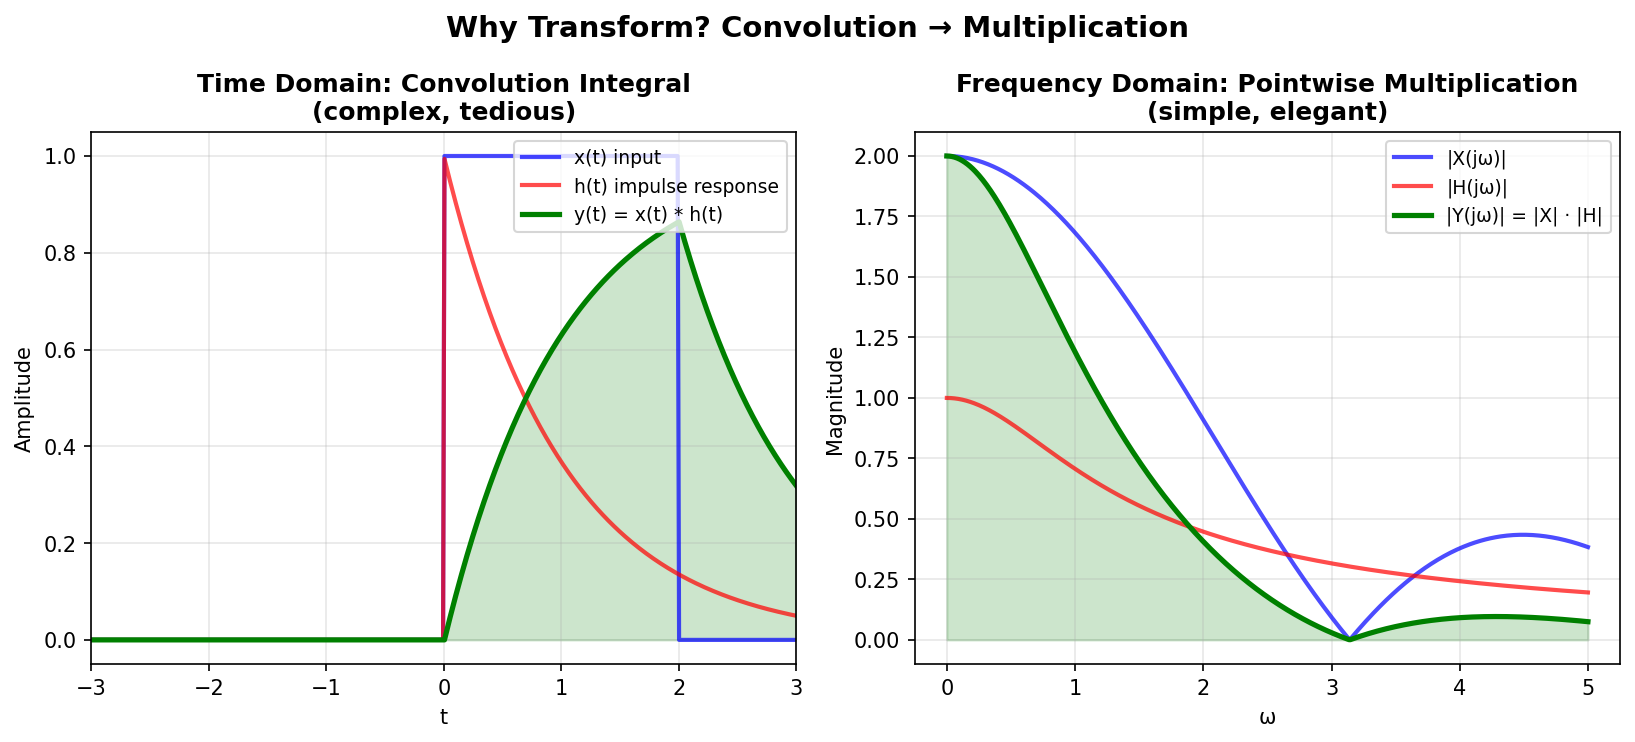 Why Transform? Convolution → Multiplication
Time Domain: Convolution Integral
(complex, tedious)
x(t) input
h(t) impulse response
y(t) = x(t) * h(t)
Amplitude
1.0
0.8
0.6
0.4
0.2
0.0
−3
−2
−1
0
1
2
3
t
Frequency Domain: Pointwise Multiplication
(simple, elegant)
|X(jω)|
|H(jω)|
|Y(jω)| = |X| · |H|
Magnitude
2.00
1.75
1.50
1.25
1.00
0.75
0.50
0.25
0.00
0
1
2
3
4
5
ω